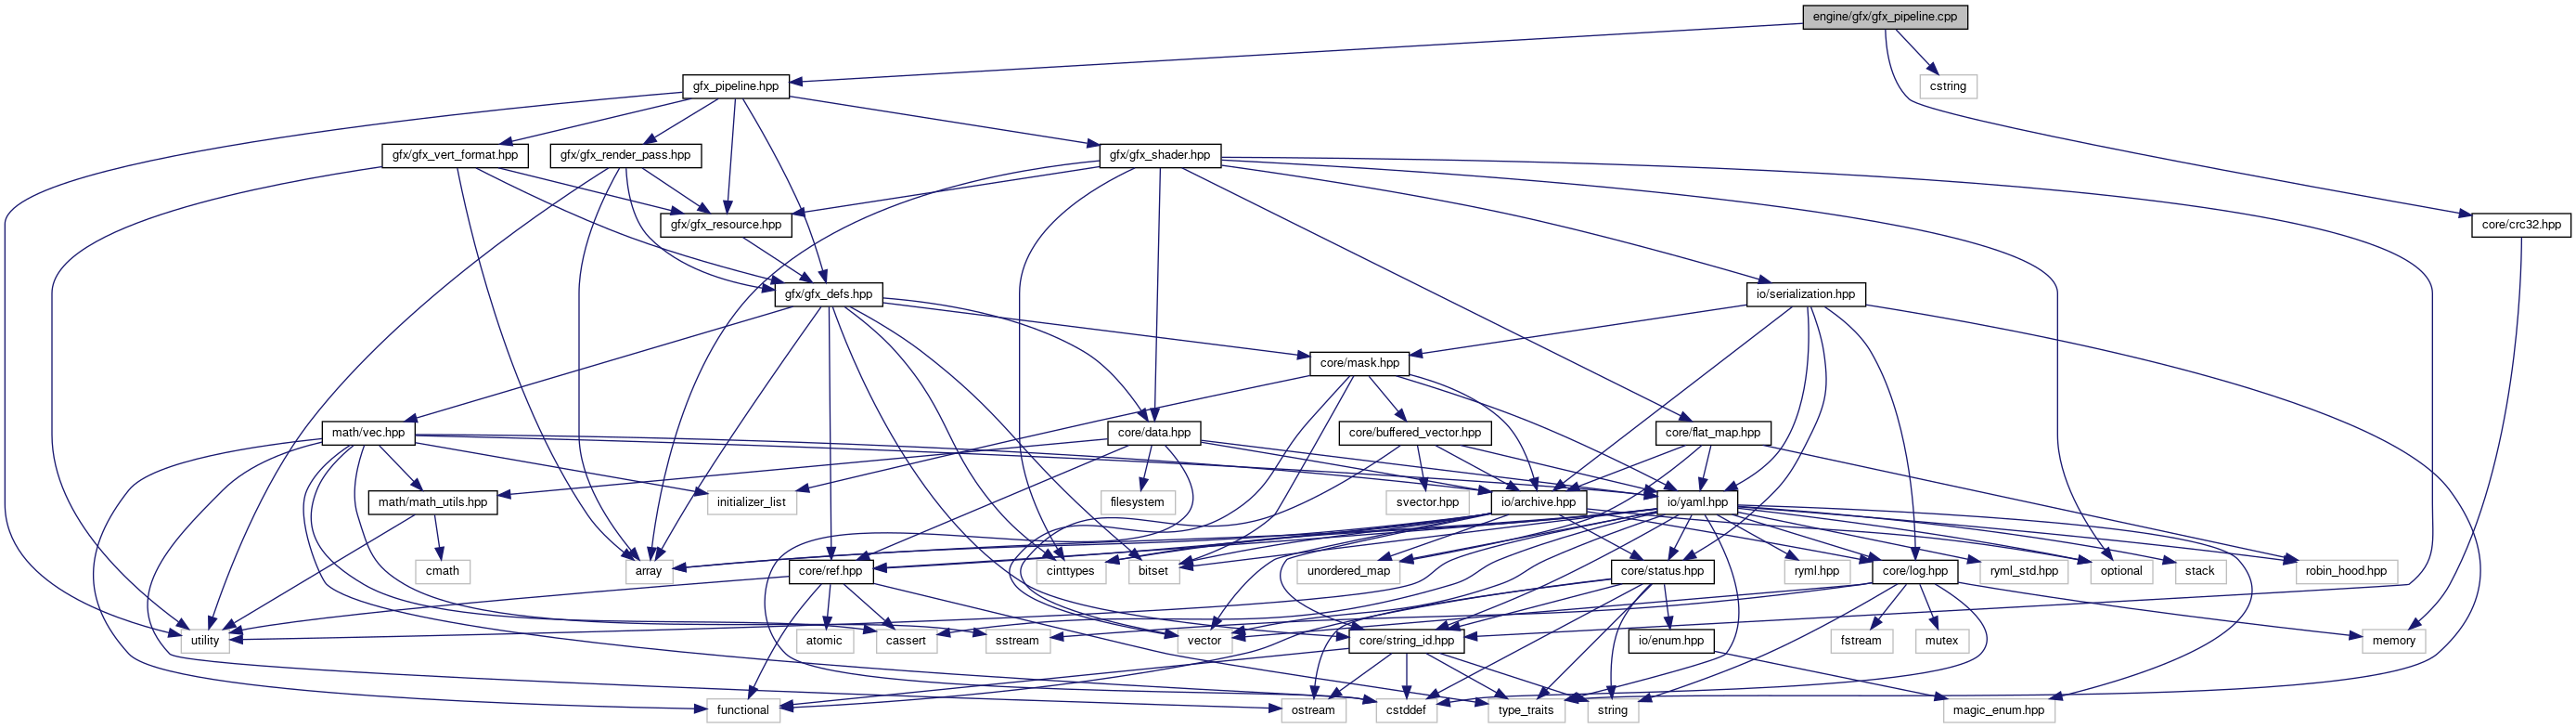 engine/gfx/gfx_pipeline.cpp
gfx_pipeline.hpp
cstring
gfx/gfx_vert_format.hpp
gfx/gfx_render_pass.hpp
gfx/gfx_shader.hpp
gfx/gfx_resource.hpp
core/crc32.hpp
gfx/gfx_defs.hpp
io/serialization.hpp
core/mask.hpp
math/vec.hpp
core/data.hpp
core/buffered_vector.hpp
core/flat_map.hpp
math/math_utils.hpp
initializer_list
filesystem
svector.hpp
io/archive.hpp
io/yaml.hpp
cmath
array
core/ref.hpp
cinttypes
bitset
unordered_map
core/status.hpp
ryml.hpp
core/log.hpp
ryml_std.hpp
optional
stack
robin_hood.hpp
utility
atomic
cassert
sstream
vector
core/string_id.hpp
io/enum.hpp
fstream
mutex
memory
functional
ostream
cstddef
type_traits
string
magic_enum.hpp